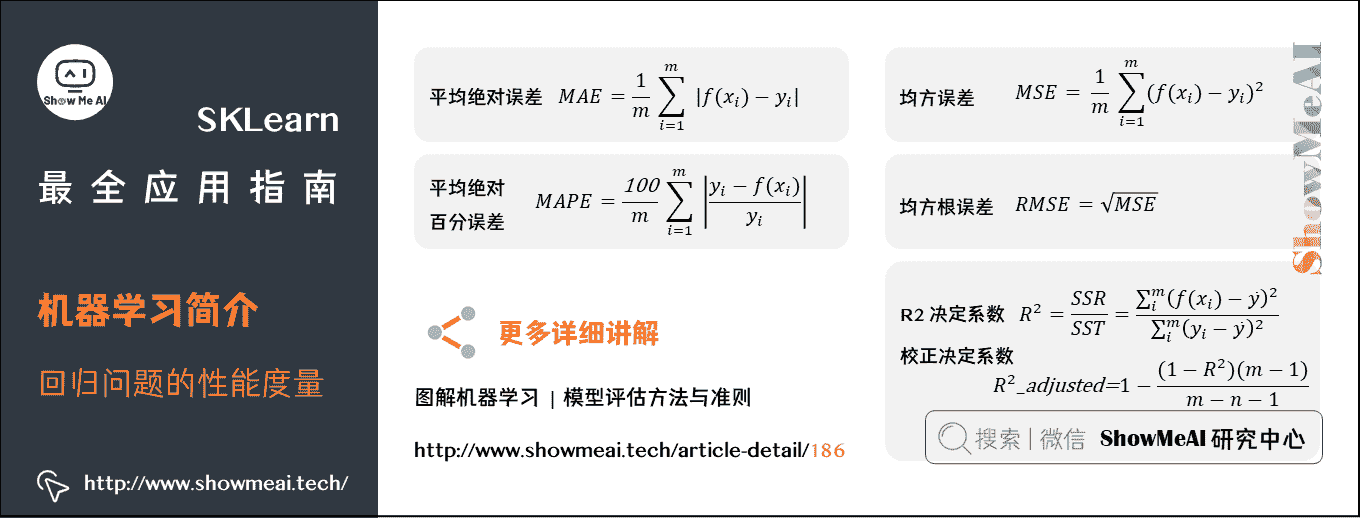 Show Me AI
SKLearn
最全应用指南
机器学习简介
回归问题的性能度量
http://www.showmeai.tech/
平均绝对误差 MAE = \frac{1}{m} \sum_{i=1}^{m} |f(x_i) − y_i|
平均绝对
百分误差
MAPE = \frac{100}{m} \sum_{i=1}^{m} |\frac{y_i − f(x_i)}{y_i}|
更多详细讲解
图解机器学习 | 模型评估方法与准则
http://www.showmeai.tech/article-detail/186
均方误差 MSE = \frac{1}{m} \sum_{i=1}^{m} (f(x_i) − y_i)^2
均方根误差 RMSE = \sqrt{MSE}
R2 决定系数 R^2 = \frac{SSR}{SST} = \frac{\sum_i^m (f(x_i) − \dot{y})^2}{\sum_i^m (y_i − \dot{y})^2}
校正决定系数
R^2_adjusted=1 − \frac{(1 − R^2)(m − 1)}{m − n − 1}
搜索 | 微信 ShowMeAI 研究中心
ShowMeAI